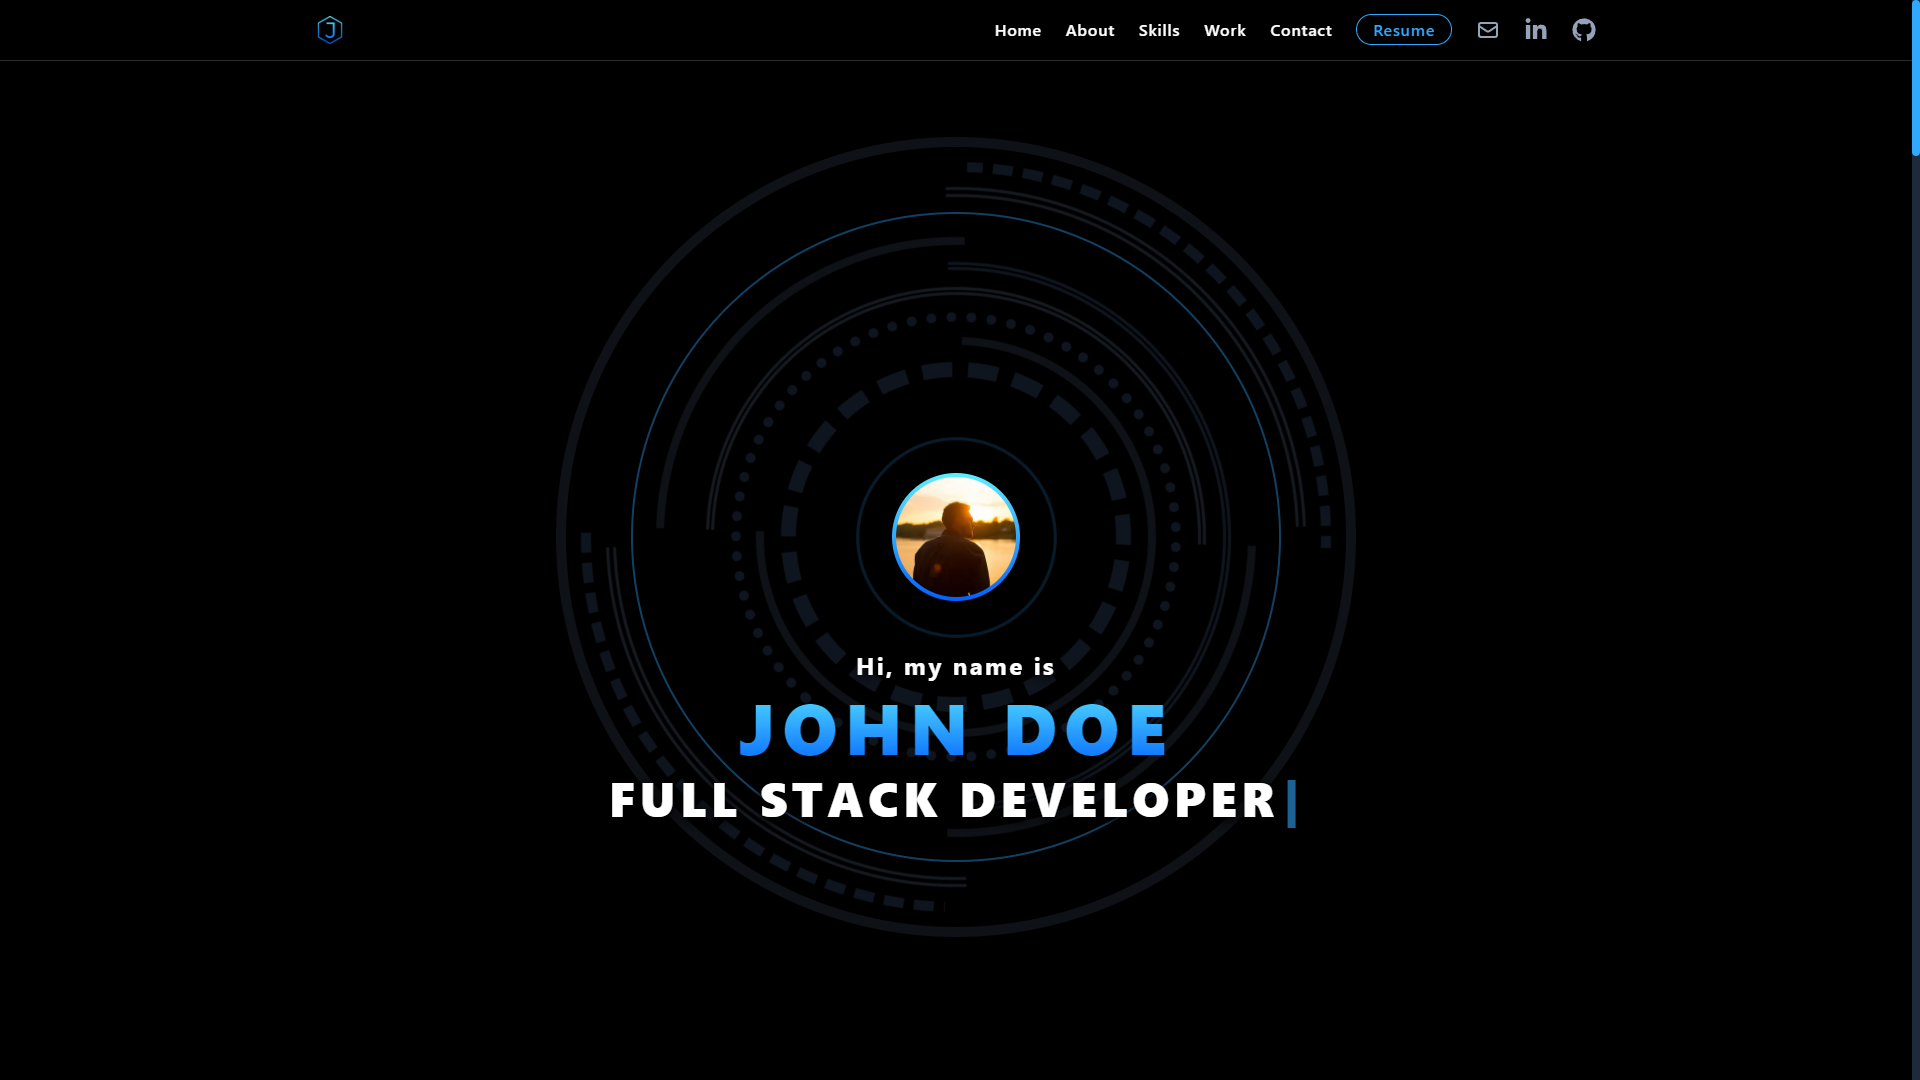 J
Home About Skills Work Contact Resume
Hi, my name is
JOHN DOE
FULL STACK DEVELOPER